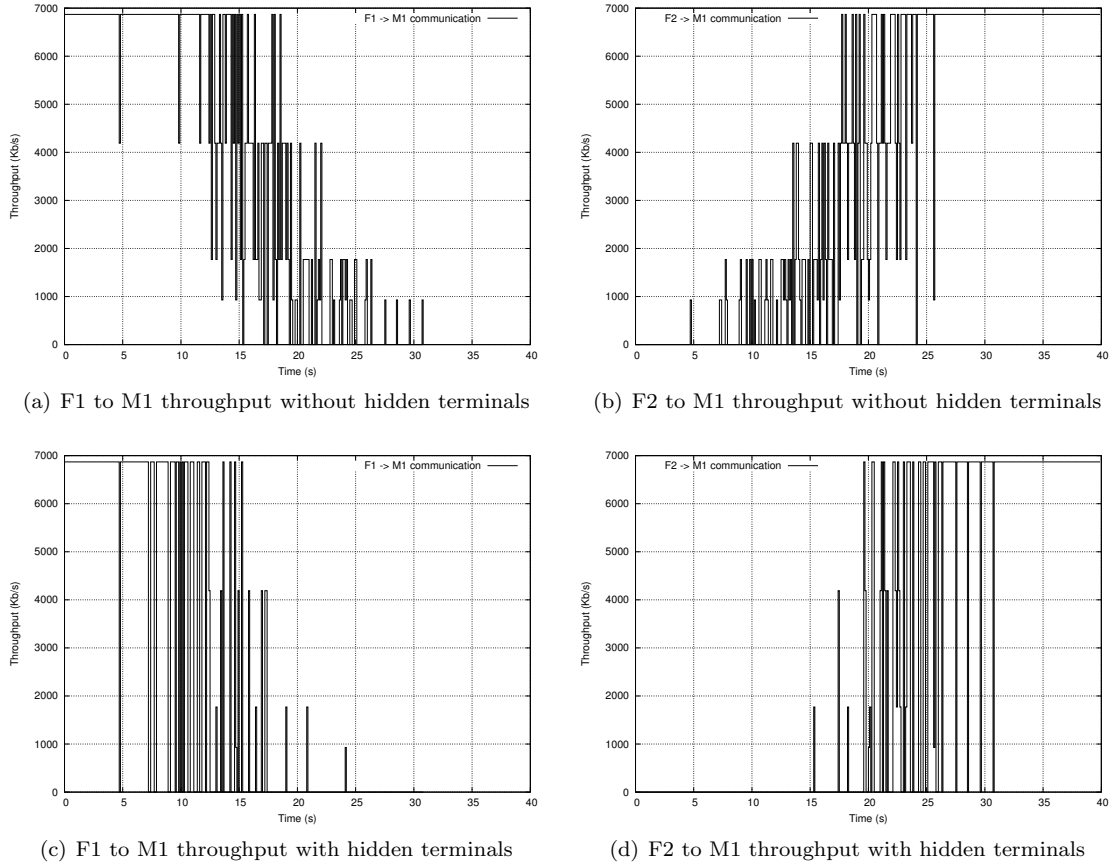 F1 -> M1 communication
7000
6000
5000
4000
3000
2000
1000
0
Throughput (Kb/s)
0 5 10 15 20 25 30 35 40
Time (s)
(a) F1 to M1 throughput without hidden terminals
F2 -> M1 communication
7000
6000
5000
4000
3000
2000
1000
0
Throughput (Kb/s)
0 5 10 15 20 25 30 35 40
Time (s)
(b) F2 to M1 throughput without hidden terminals
F1 -> M1 communication
7000
6000
5000
4000
3000
2000
1000
0
Throughput (Kb/s)
0 5 10 15 20 25 30 35 40
Time (s)
(c) F1 to M1 throughput with hidden terminals
F2 -> M1 communication
7000
6000
5000
4000
3000
2000
1000
0
Throughput (Kb/s)
0 5 10 15 20 25 30 35 40
Time (s)
(d) F2 to M1 throughput with hidden terminals